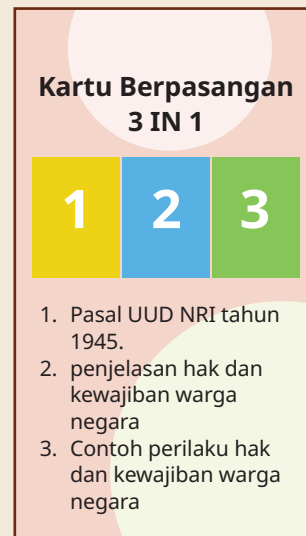 Kartu Berpasangan
3 IN 1
1 2 3
1. Pasal UUD NRI tahun
1945.
2. penjelasan hak dan
kewajiban warga
negara
3. Contoh perilaku hak
dan kewajiban warga
negara